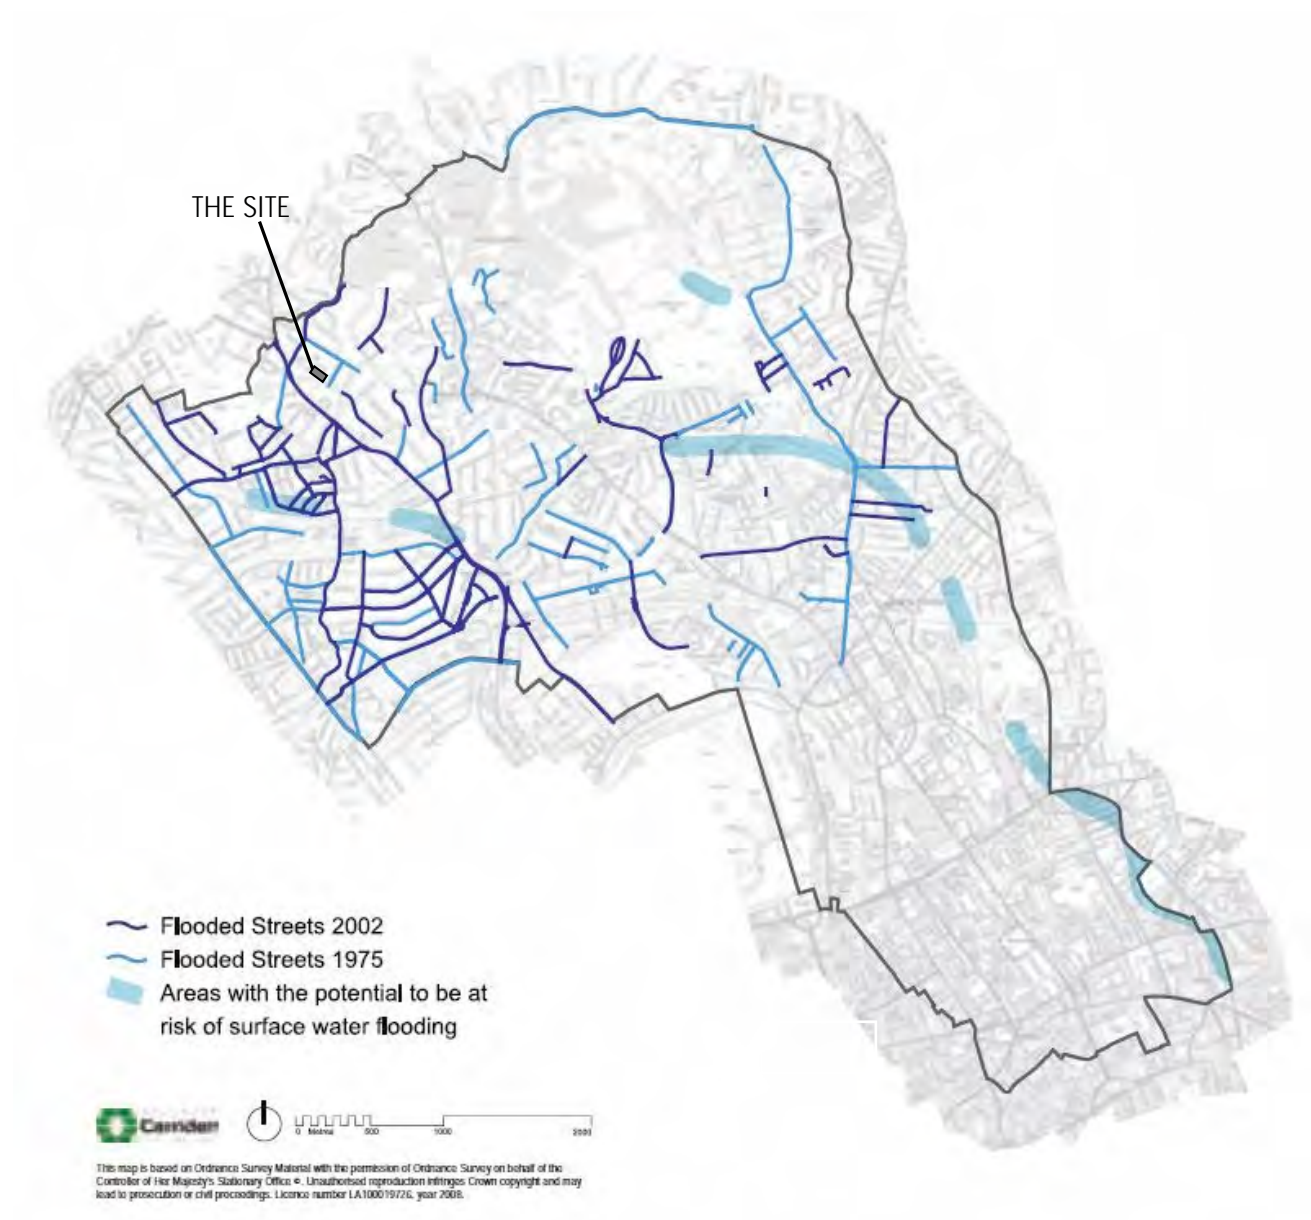 THE SITE
Flooded Streets 2002
Flooded Streets 1975
Areas with the potential to be at
risk of surface water flooding
Camden
0 Metres 500 1000 2000
This map is based on Ordnance Survey Material with the permission of Ordnance Survey on behalf of the
Controller of Her Majesty's Stationary Office ©. Unauthorised reproduction infringes Crown copyright and may
lead to prosecution or civil proceedings. Licence number LA100019726, year 2008.